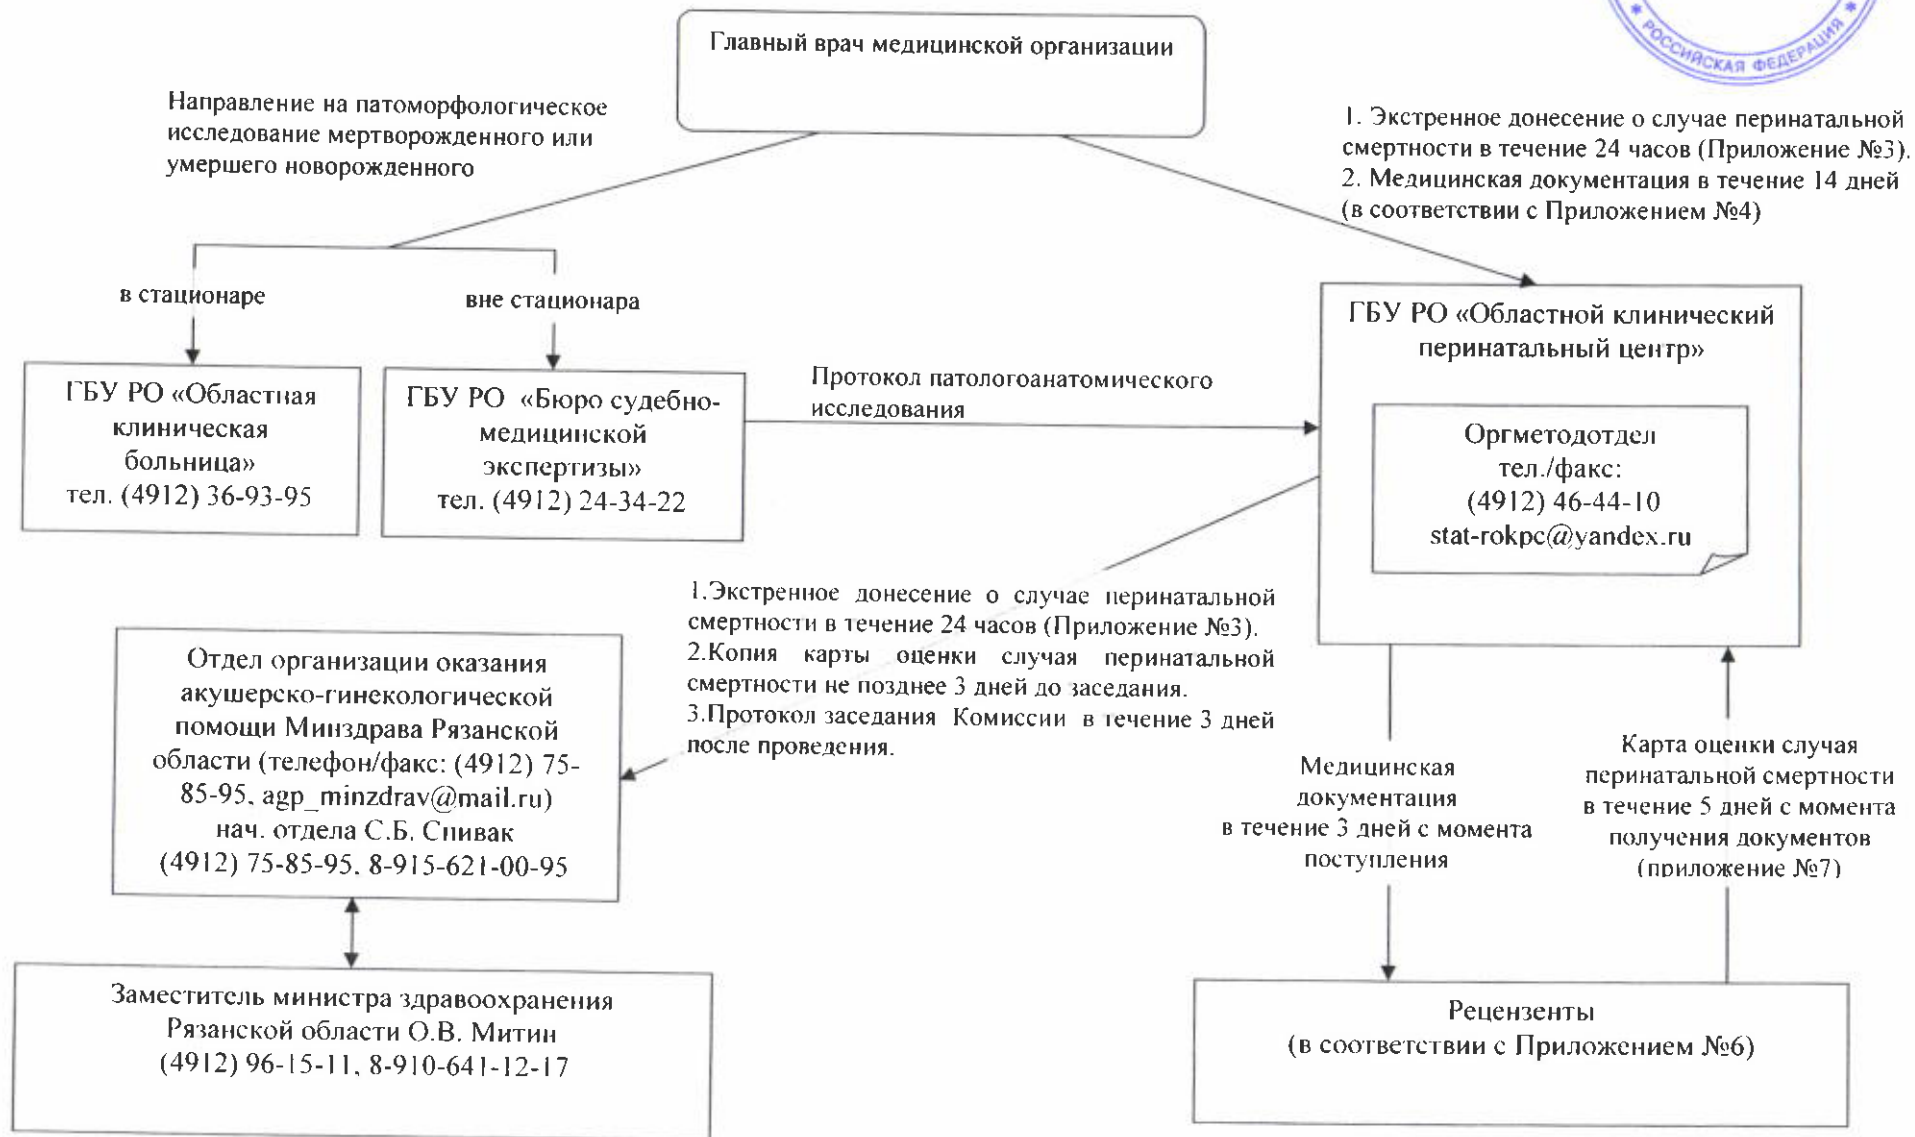 Главный врач медицинской организации
★ РОССИЙСКАЯ ФЕДЕРАЦИЯ ★
Направление на патоморфологическое
исследование мертворожденного или
умершего новорожденного
1. Экстренное донесение о случае перинатальной
смертности в течение 24 часов (Приложение №3).
2. Медицинская документация в течение 14 дней
(в соответствии с Приложением №4)
в стационаре
вне стационара
ГБУ РО «Областная
клиническая
больница»
тел. (4912) 36-93-95
ГБУ РО «Бюро судебно-
медицинской
экспертизы»
тел. (4912) 24-34-22
Протокол патологоанатомического
исследования
ГБУ РО «Областной клинический
перинатальный центр»
Оргметодотдел
тел./факс:
(4912) 46-44-10
stat-rokpc@yandex.ru
1.Экстренное донесение о случае перинатальной
смертности в течение 24 часов (Приложение №3).
2.Копия карты оценки случая перинатальной
смертности не позднее 3 дней до заседания.
3.Протокол заседания Комиссии в течение 3 дней
после проведения.
Отдел организации оказания
акушерско-гинекологической
помощи Минздрава Рязанской
области (телефон/факс: (4912) 75-
85-95, agp_minzdrav@mail.ru)
нач. отдела С.Б. Спивак
(4912) 75-85-95, 8-915-621-00-95
Медицинская
документация
в течение 3 дней с момента
поступления
Карта оценки случая
перинатальной смертности
в течение 5 дней с момента
получения документов
(приложение №7)
Заместитель министра здравоохранения
Рязанской области О.В. Митин
(4912) 96-15-11, 8-910-641-12-17
Рецензенты
(в соответствии с Приложением №6)